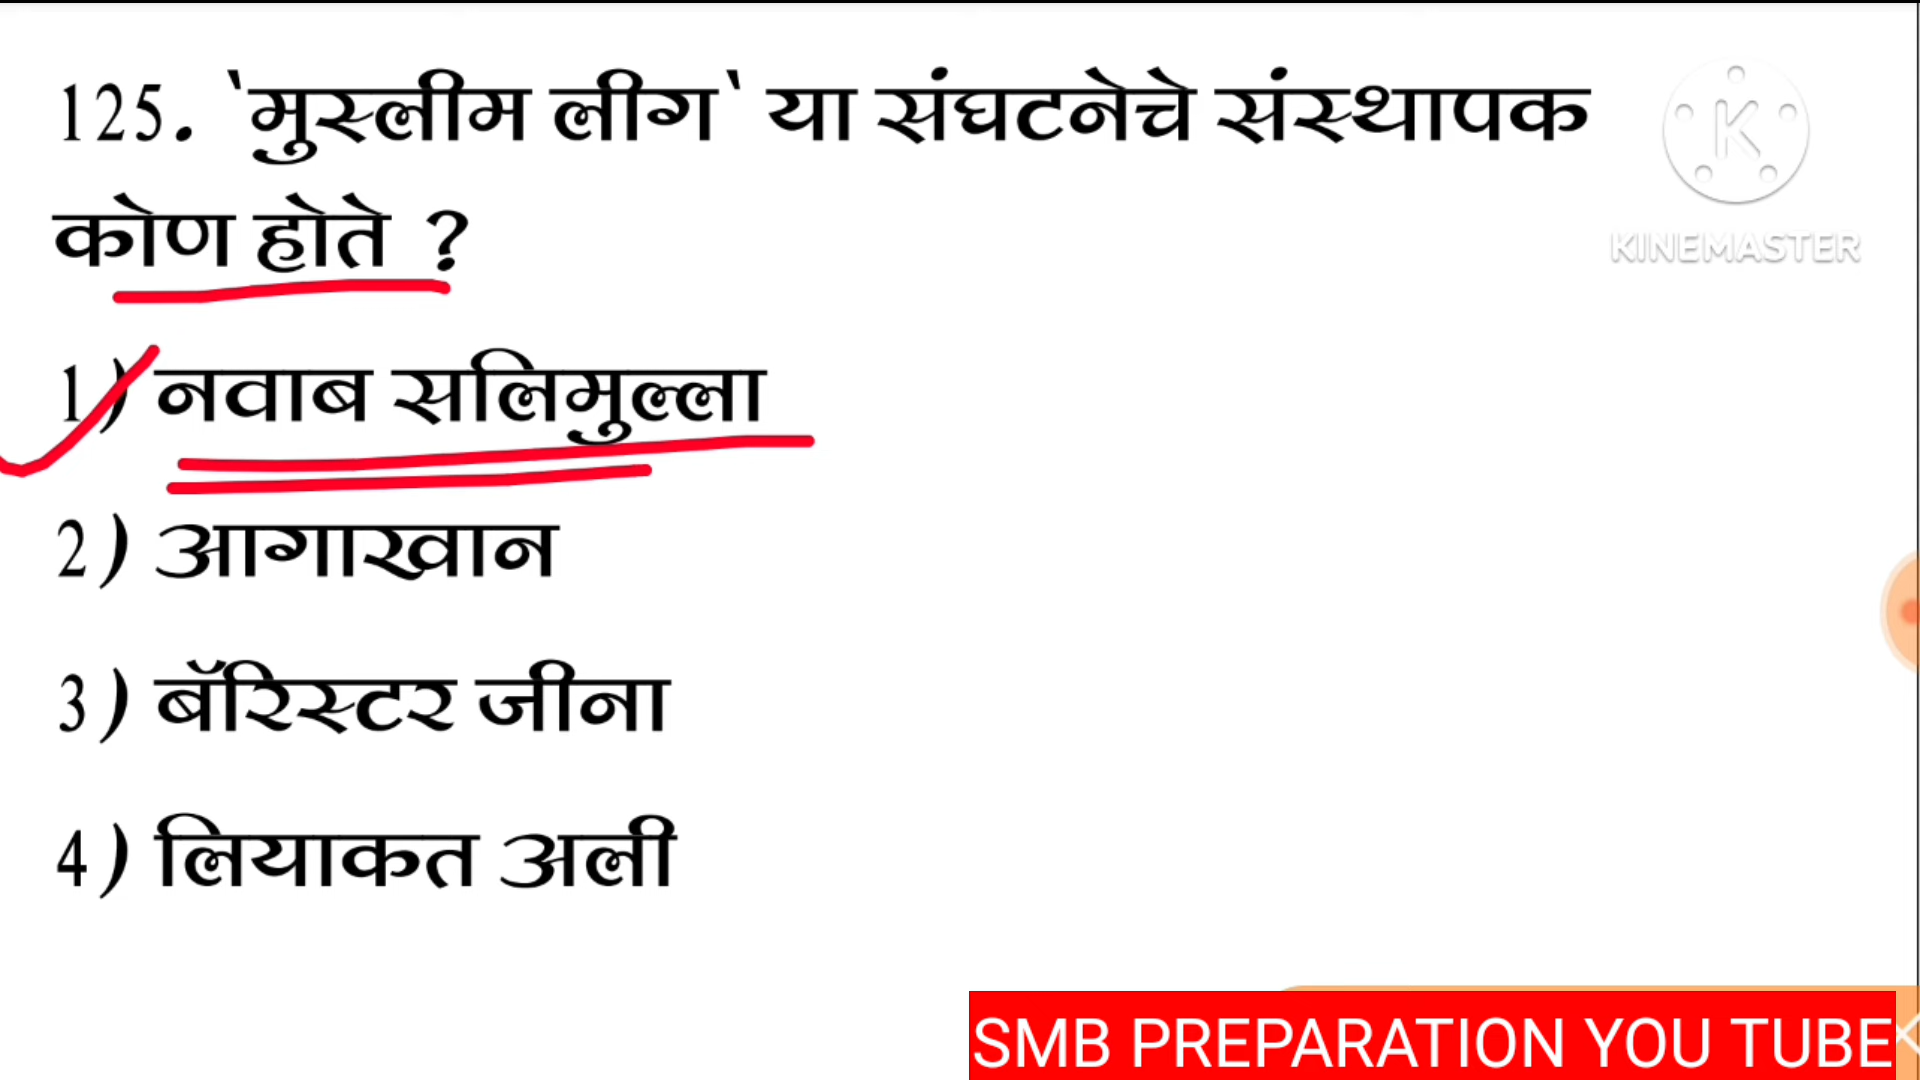 125. `मुस्लीम लीग` या संघटनेचे संस्थापक
कोण होते ?
1) नवाब सलिमुल्ला
2) आगाखान
3) बॅरिस्टर जीना
4) लियाकत अली
K
KINEMASTER
SMB PREPARATION YOU TUBE